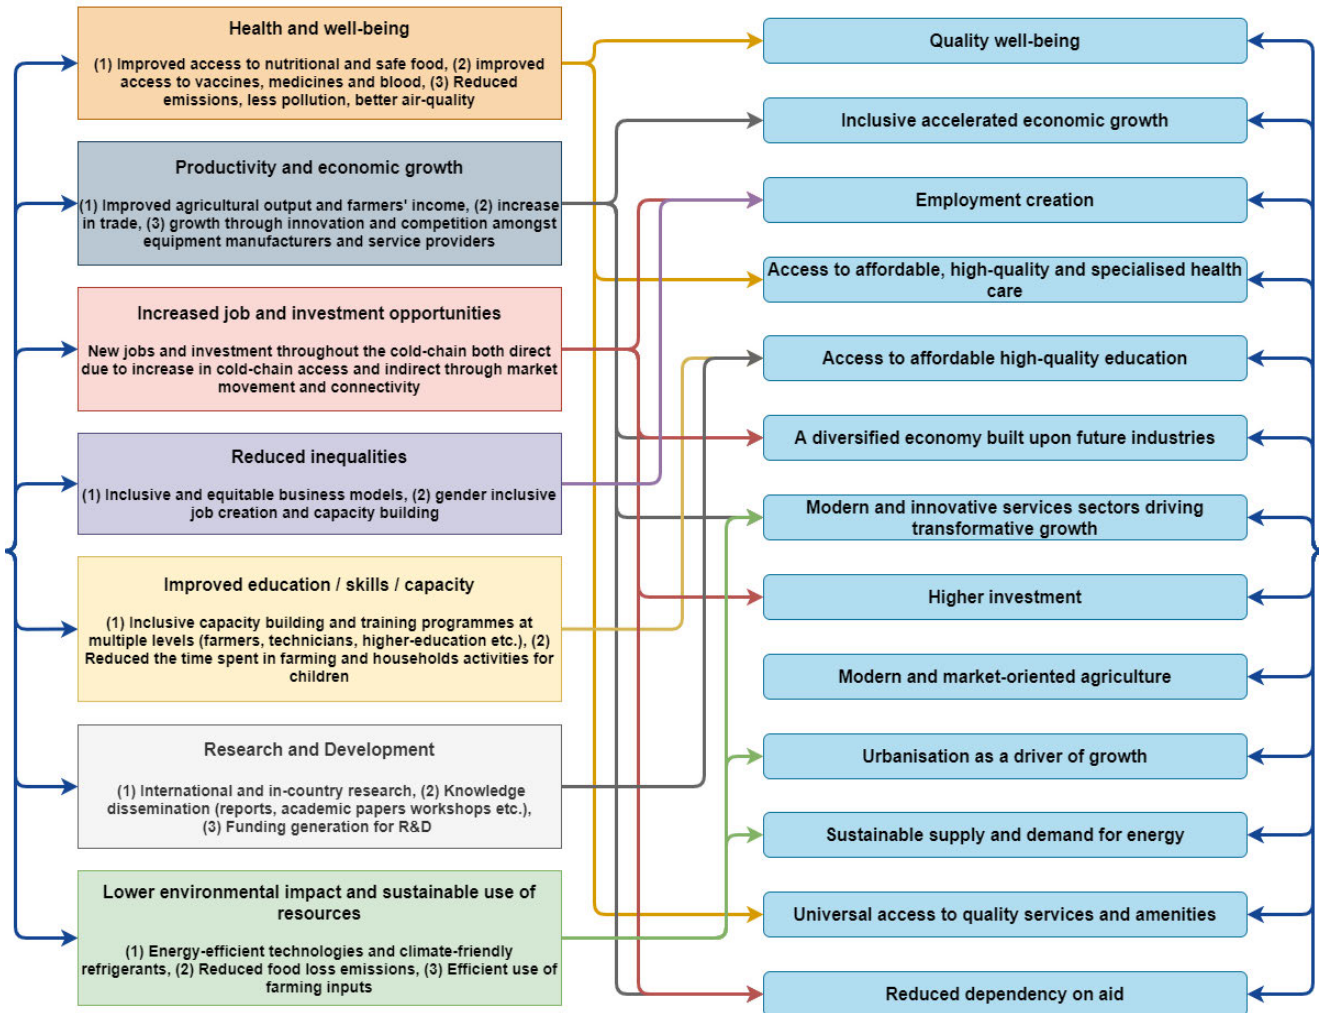 Health and well-being
(1) Improved access to nutritional and safe food, (2) improved
access to vaccines, medicines and blood, (3) Reduced
emissions, less pollution, better air-quality
Productivity and economic growth
(1) Improved agricultural output and farmers' income, (2) increase
in trade, (3) growth through innovation and competition amongst
equipment manufacturers and service providers
Increased job and investment opportunities
New jobs and investment throughout the cold-chain both direct
due to increase in cold-chain access and indirect through market
movement and connectivity
Reduced inequalities
(1) Inclusive and equitable business models, (2) gender inclusive
job creation and capacity building
Improved education / skills / capacity
(1) Inclusive capacity building and training programmes at
multiple levels (farmers, technicians, higher-education etc.), (2)
Reduced the time spent in farming and households activities for
children
Research and Development
(1) International and in-country research, (2) Knowledge
dissemination (reports, academic papers workshops etc.),
(3) Funding generation for R&D
Lower environmental impact and sustainable use of
resources
(1) Energy-efficient technologies and climate-friendly
refrigerants, (2) Reduced food loss emissions, (3) Efficient use of
farming inputs
Quality well-being
Inclusive accelerated economic growth
Employment creation
Access to affordable, high-quality and specialised health
care
Access to affordable high-quality education
A diversified economy built upon future industries
Modern and innovative services sectors driving
transformative growth
Higher investment
Modern and market-oriented agriculture
Urbanisation as a driver of growth
Sustainable supply and demand for energy
Universal access to quality services and amenities
Reduced dependency on aid